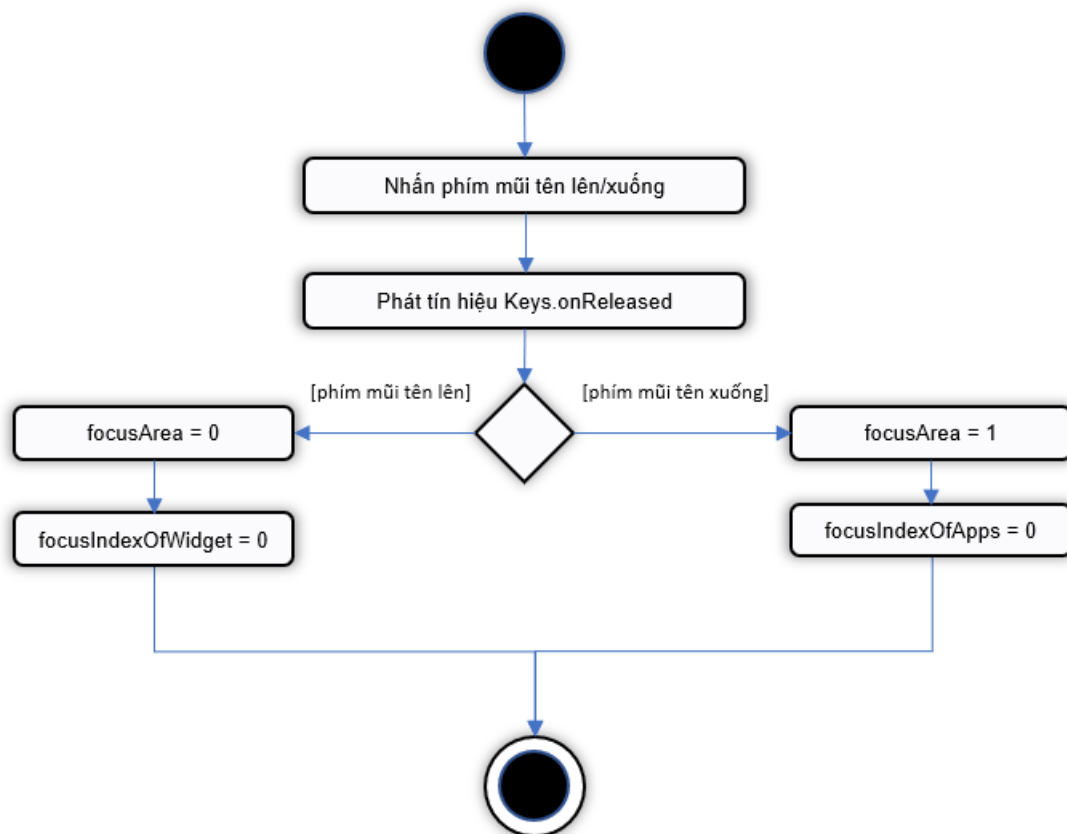 Nhấn phím mũi tên lên/xuống
Phát tín hiệu Keys.onReleased
[phím mũi tên lên]
[phím mũi tên xuống]
focusArea = 0
focusArea = 1
focusIndexOfWidget = 0
focusIndexOfApps = 0